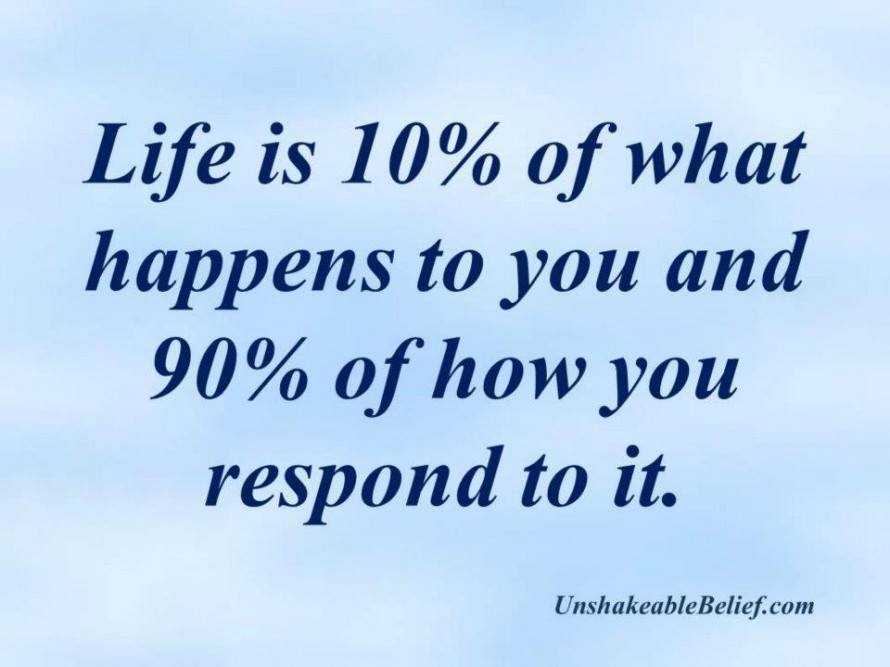 Life is 10% of what
happens to you and
90% of how you
respond to it.
UnshakeableBelief.com